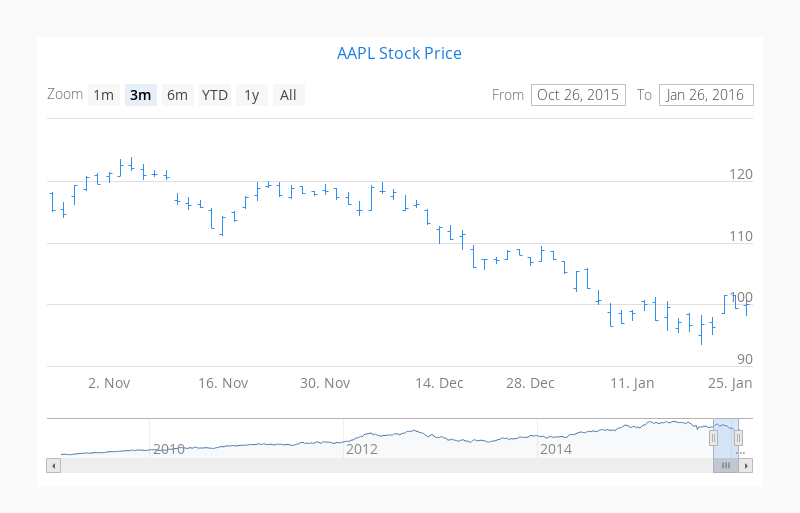 AAPL Stock Price
Zoom 1m 3m 6m YTD 1y All From Oct 26, 2015 To Jan 26, 2016
120
110
100
90
2. Nov 16. Nov 30. Nov 14. Dec 28. Dec 11. Jan 25. Jan
2010 2012 2014 ...